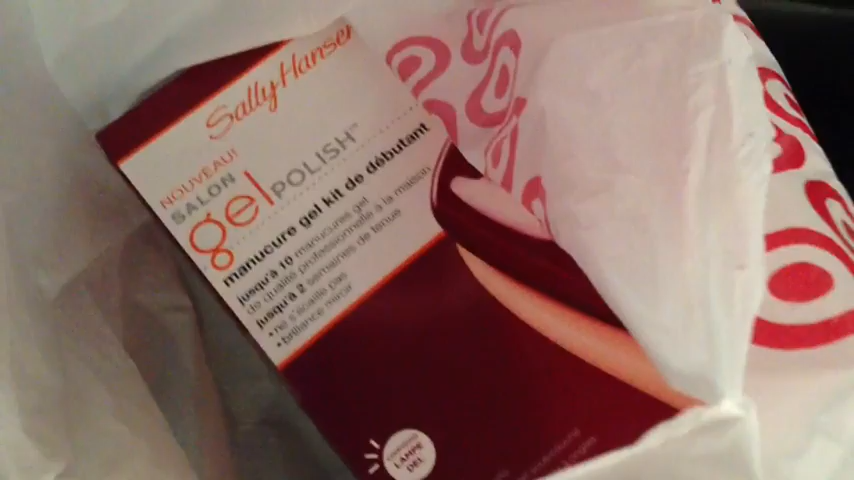 Sally Hansen
NOUVEAU!
SALON
gel POLISH™
manucure gel kit de débutant
jusqu'à 10 manucures gel
de qualité professionnelle à la maison
jusqu'à 2 semaines de tenue
• ne s'écaille pas
• brillance miroir
LAMPE
DEL